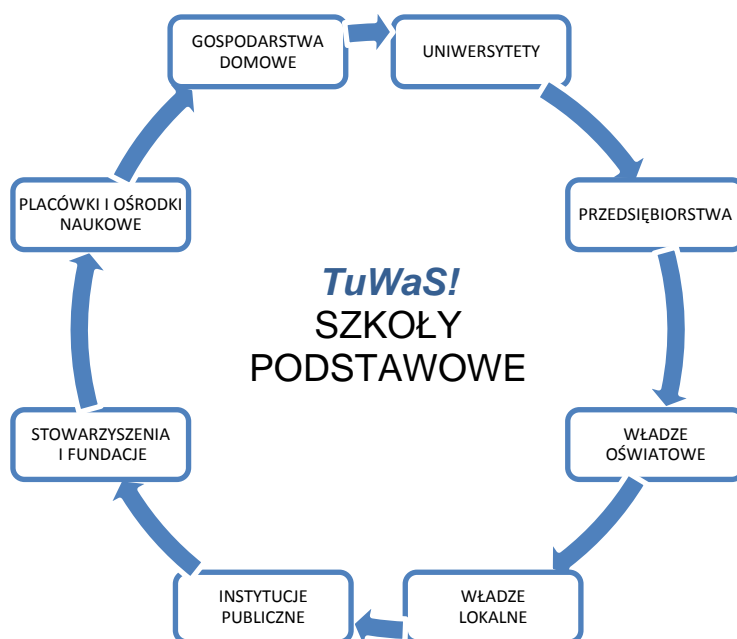 GOSPODARSTWA
DOMOWE
UNIWERSYTETY
PRZEDSIĘBIORSTWA
WŁADZE
OŚWIATOWE
WŁADZE
LOKALNE
INSTYTUCJE
PUBLICZNE
STOWARZYSZENIA
I FUNDACJE
PLACÓWKI I OŚRODKI
NAUKOWE
TuWaS!
SZKOŁY
PODSTAWOWE